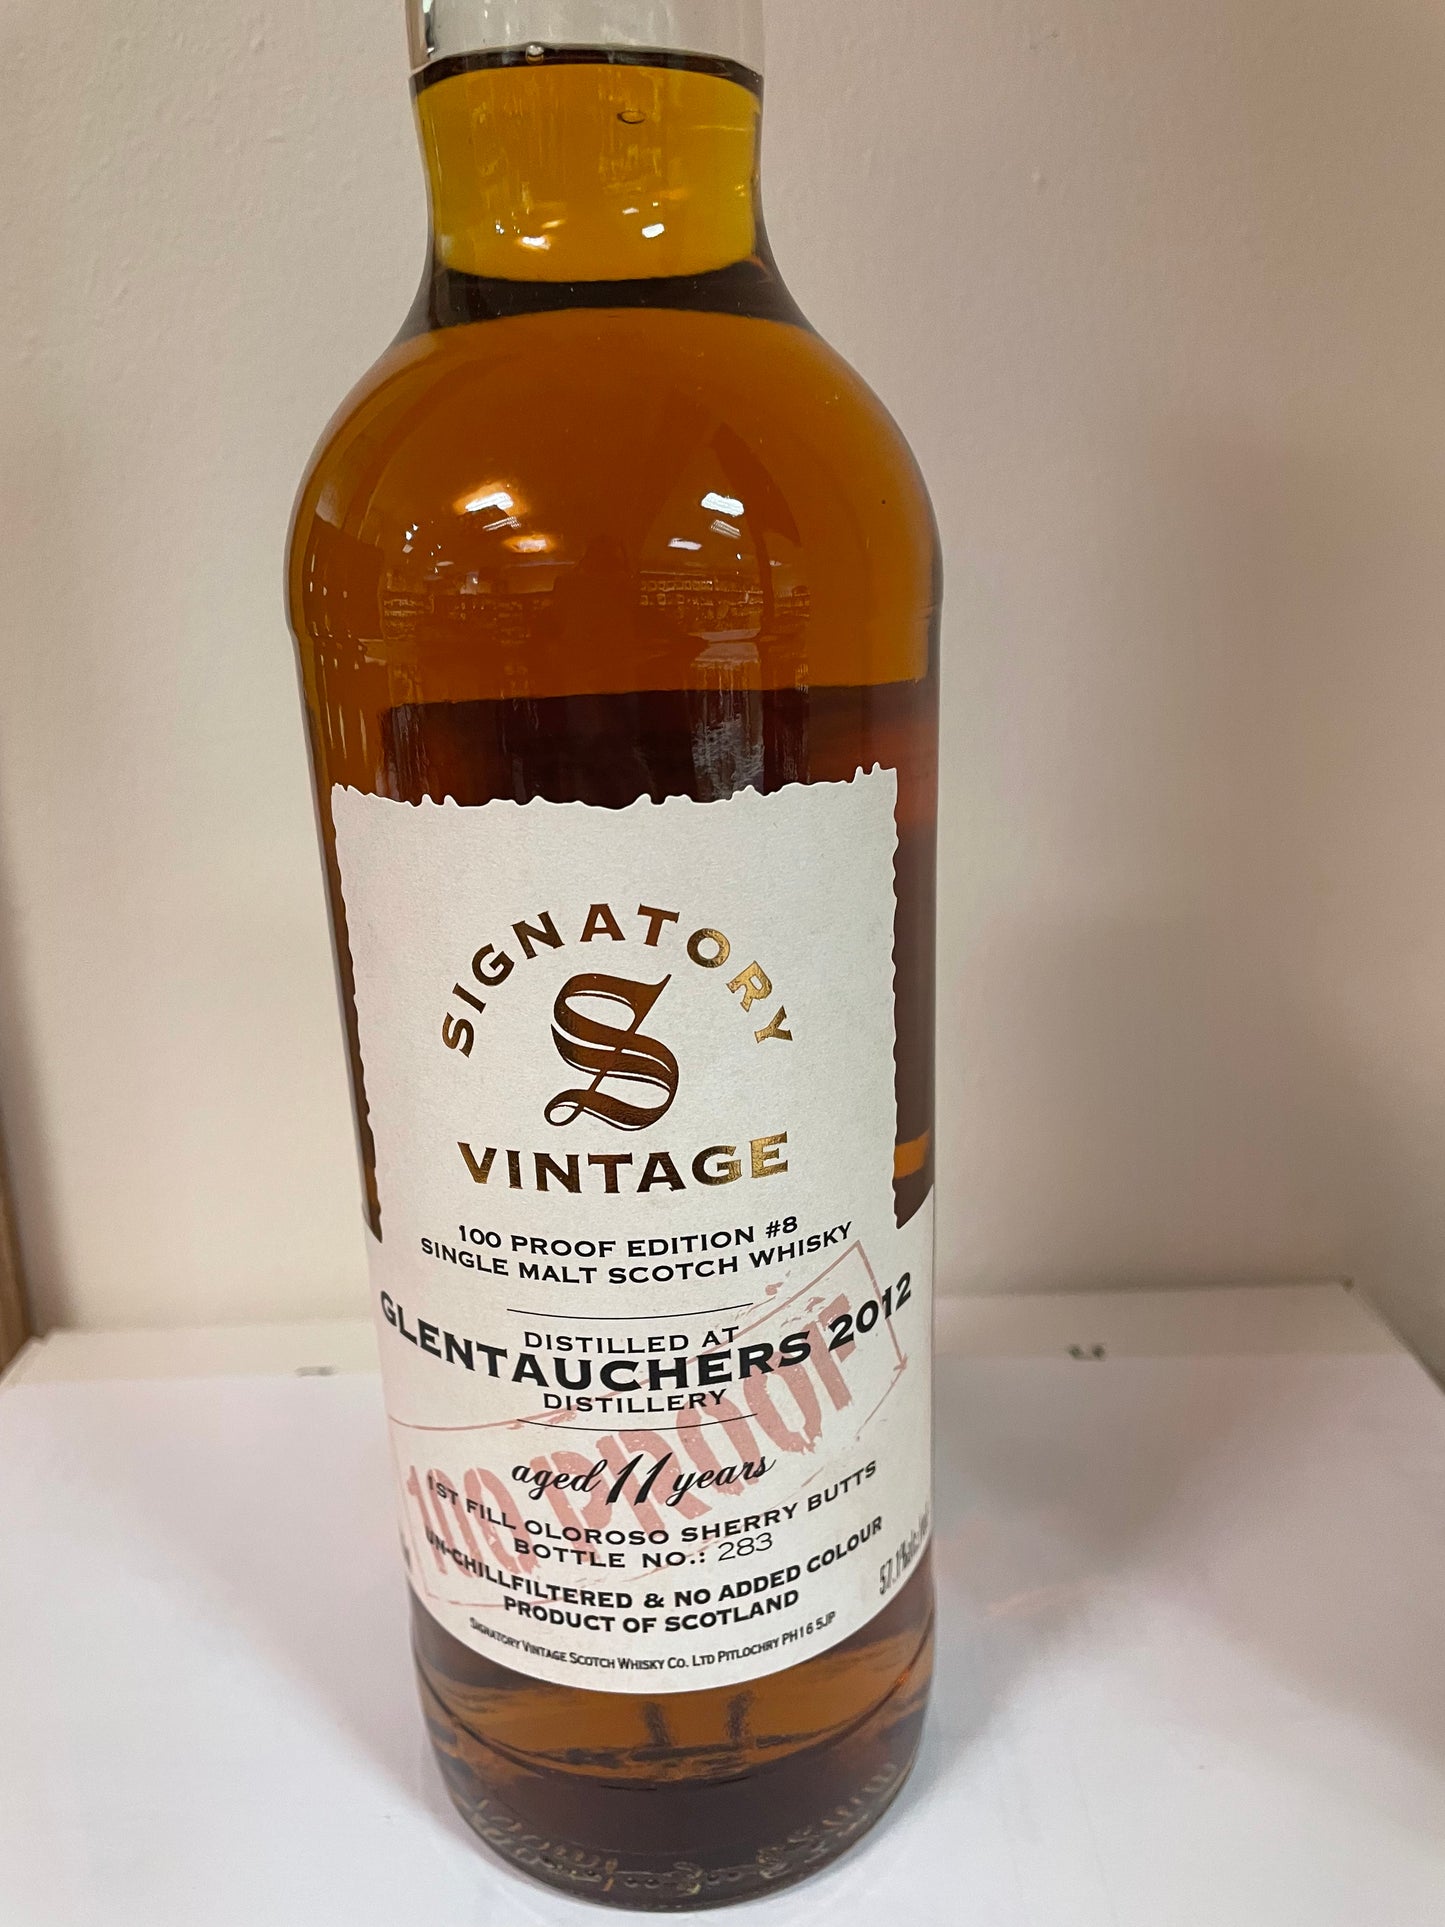 SIGNATORY
S
VINTAGE
100 PROOF EDITION #8
SINGLE MALT SCOTCH WHISKY
DISTILLED AT
GLENTAUCHERS 2012
DISTILLERY
100 PROOF
aged 11 years
1ST FILL OLOROSO SHERRY BUTTS
BOTTLE NO.: 283
UN-CHILLFILTERED & NO ADDED COLOUR
PRODUCT OF SCOTLAND
SIGNATORY VINTAGE SCOTCH WHISKY CO. LTD PITLOCHRY PH16 5JP
57.1%